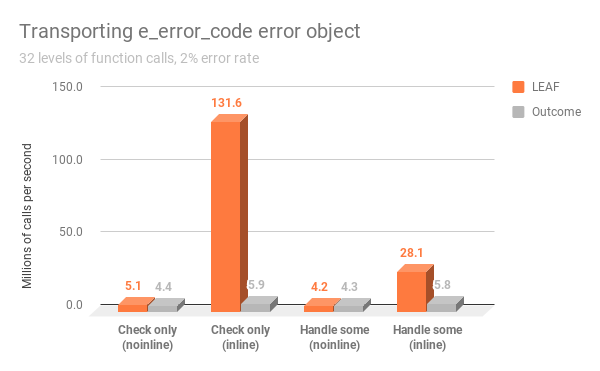 Transporting e_error_code error object
32 levels of function calls, 2% error rate
150.0
100.0
50.0
0.0
Millions of calls per second
LEAF
Outcome
5.1
4.4
131.6
5.9
4.2
4.3
28.1
5.8
Check only
(noinline)
Check only
(inline)
Handle some
(noinline)
Handle some
(inline)